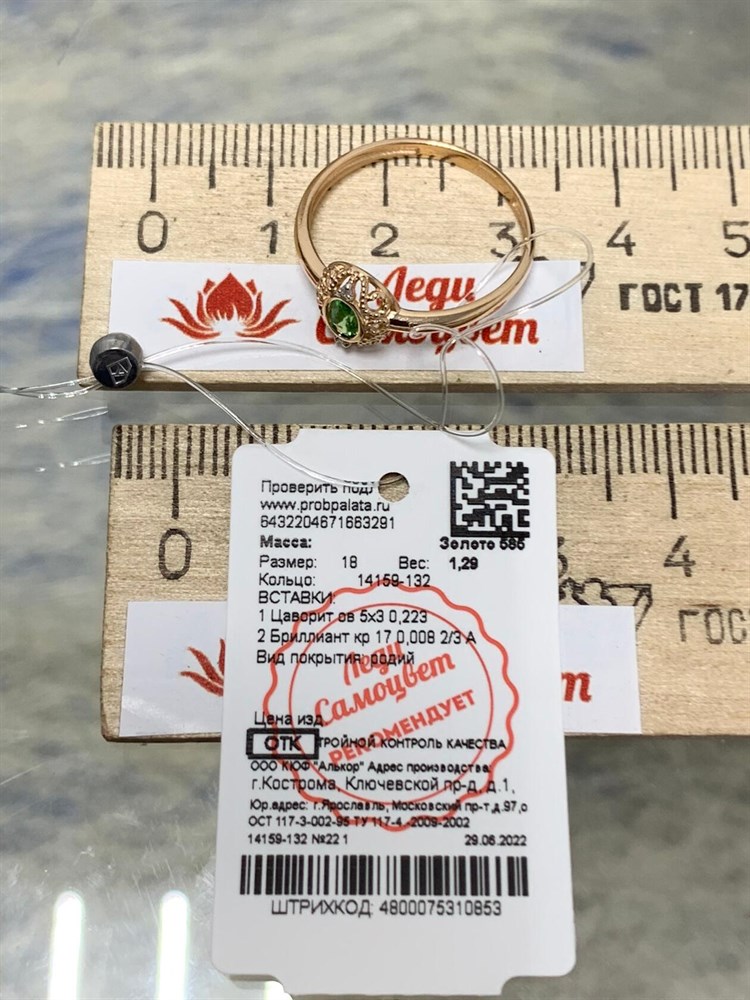 0 1 2 3 4 5
ГОСТ 17
Леди
Самоцвет
Проверить под
www.probpalata.ru
6432204671663291
Масса: Золото 585
Размер: 18 Вес: 1,29
Кольцо: 14159-132
ВСТАВКИ:
1 Цаворит ов 5х3 0,223
2 Бриллиант кр 17 0,008 2/3 А
Вид покрытия:родий
Леди
Самоцвет
РЕКОМЕНДУЕТ
Цена изд
ОТК ТРОЙНОЙ КОНТРОЛЬ КАЧЕСТВА
ООО КЮФ "Алькор" Адрес производства:
г.Кострома, Ключевской пр-д, д.1,
Юр.адрес: г.Ярославль, Московский пр-т,д.97,о
ОСТ 117-3-002-95 ТУ 117-4 -2009-2002
14159-132 №22 1 29.06.2022
ШТРИХКОД: 4800075310853
0 3 4
ГОС